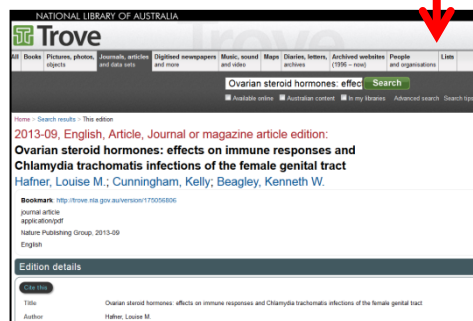 NATIONAL LIBRARY OF AUSTRALIA
Trove
All Books Pictures, photos, objects Journals, articles and data sets Digitised newspapers and more Music, sound and video Maps Diaries, letters, archives Archived websites (1996 – now) People and organisations Lists
Ovarian steroid hormones: effect Search
Available online Australian content In my libraries Advanced search Search tips
Home > Search results > This edition
2013-09, English, Article, Journal or magazine article edition:
Ovarian steroid hormones: effects on immune responses and
Chlamydia trachomatis infections of the female genital tract
Hafner, Louise M.; Cunningham, Kelly; Beagley, Kenneth W.
Bookmark http://trove.nla.gov.au/version/175056806
journal article
application/pdf
Nature Publishing Group, 2013-09
English
Edition details
Cite this
Title Ovarian steroid hormones: effects on immune responses and Chlamydia trachomatis infections of the female genital tract
Author Hafner, Louise M.